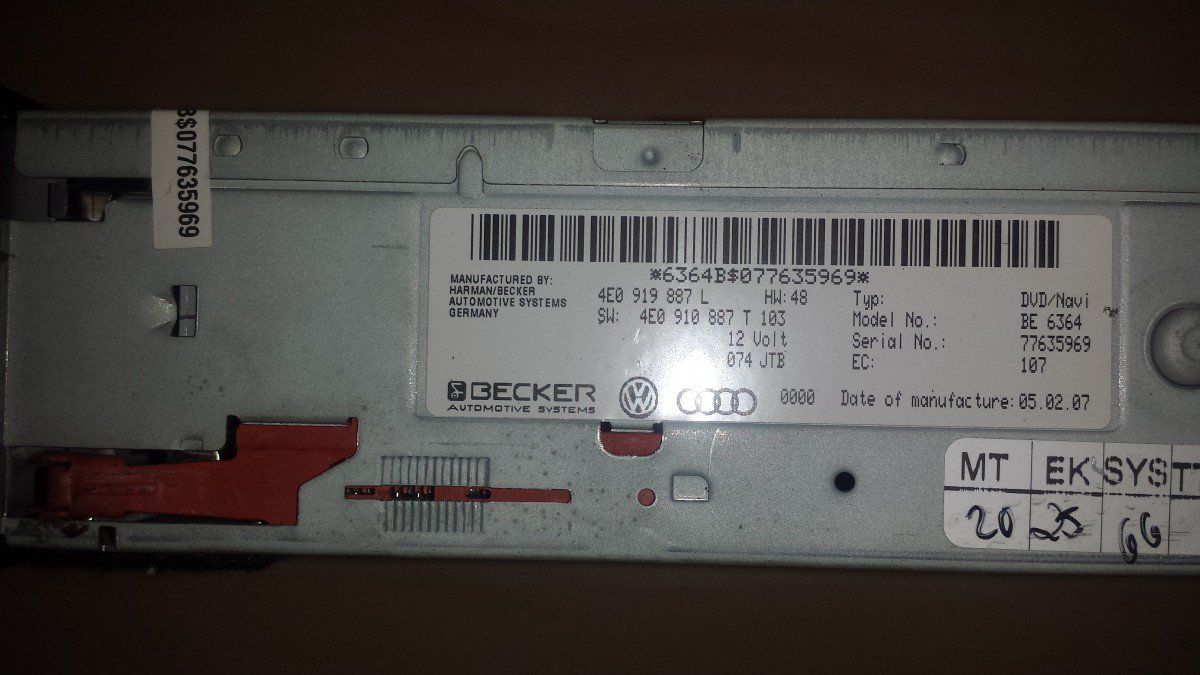 B$077635969
*6364B$077635969*
MANUFACTURED BY:
HARMAN/BECKER
AUTOMOTIVE SYSTEMS
GERMANY
4E0 919 887 L HW: 48
SW: 4E0 910 887 T 103
12 Volt
074 JTB
Typ: DVD/Navi
Model No.: BE 6364
Serial No.: 77635969
EC: 107
BECKER
AUTOMOTIVE SYSTEMS
0000 Date of manufacture: 05.02.07
MT EK SYS
20 25 66